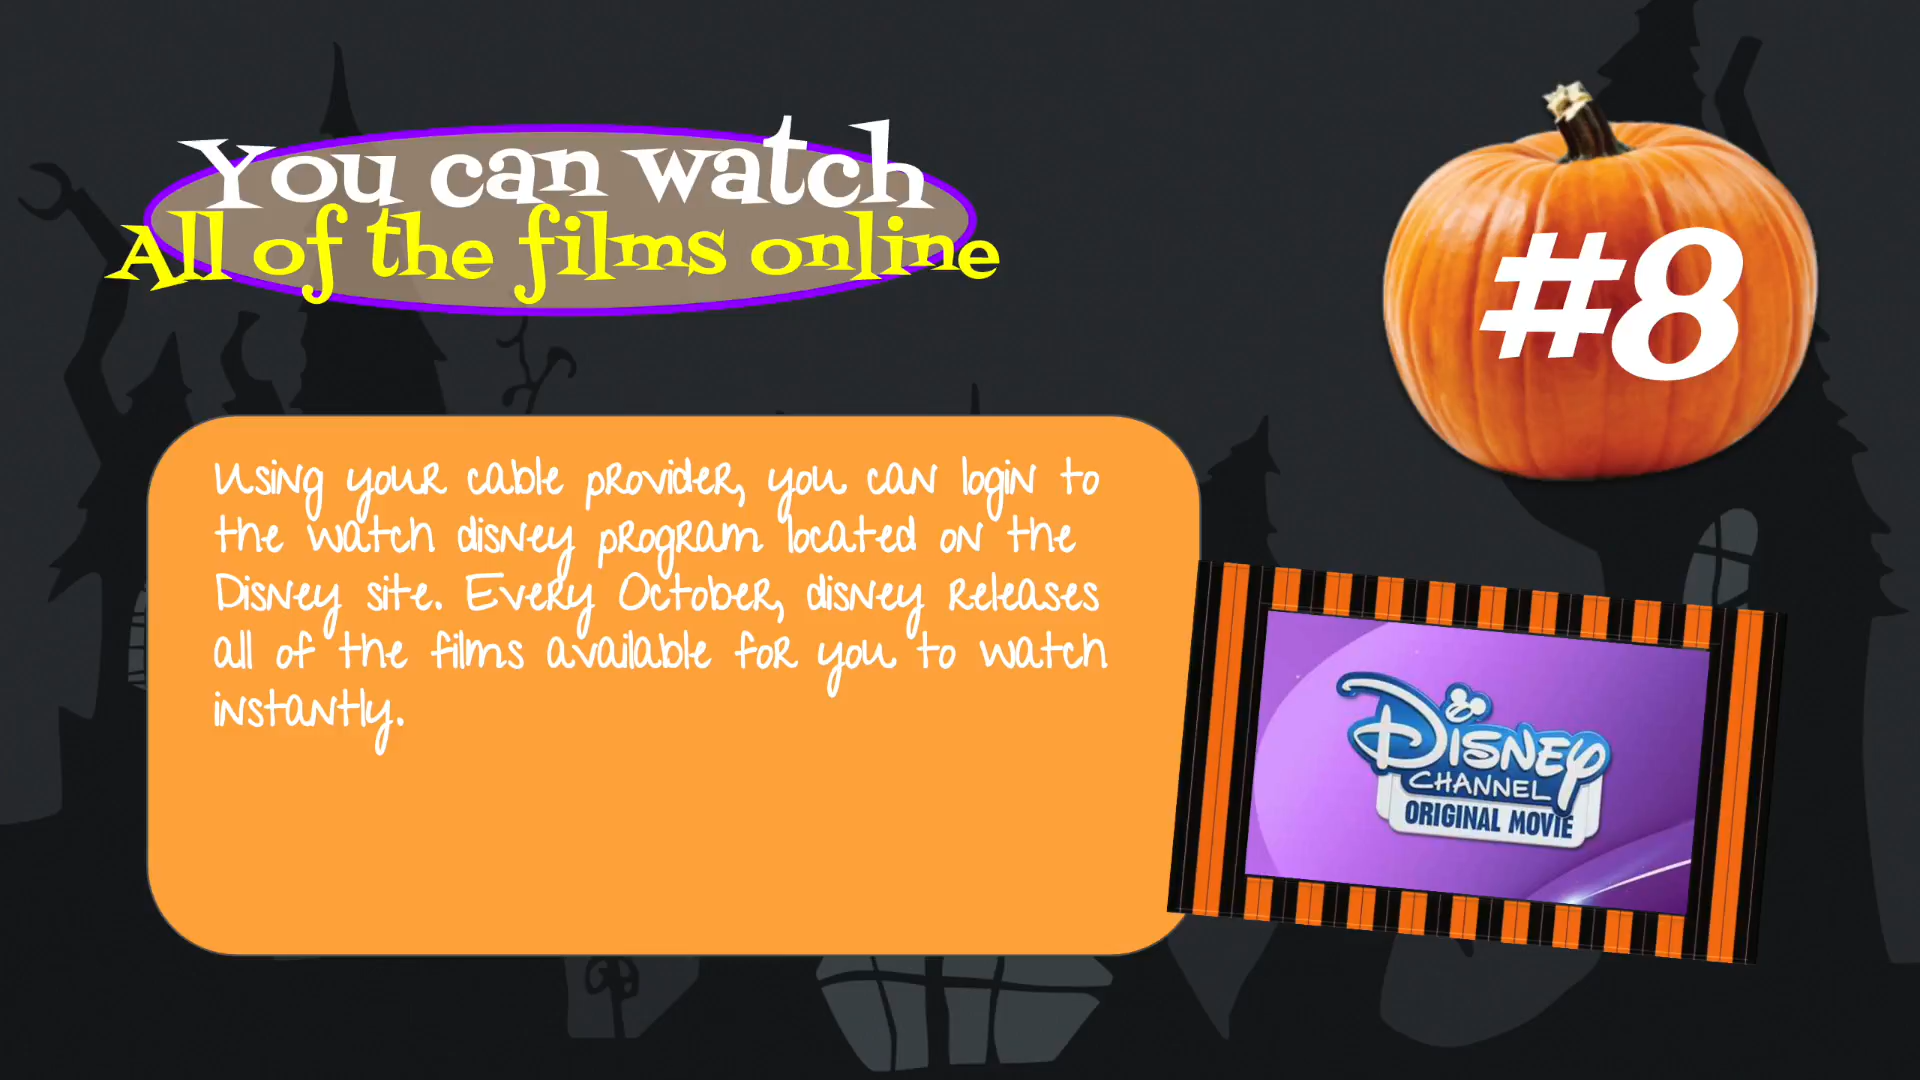 You can watch
All of the films online
#8
Using your cable provider, you can login to
the watch disney program located on the
Disney site. Every October, disney releases
all of the films available for you to watch
instantly.
Disney
CHANNEL
ORIGINAL MOVIE